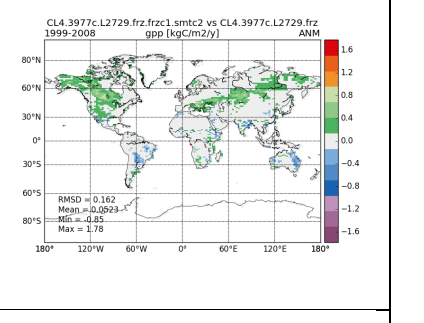 CL4.3977c.L2729.frz.frzc1.smtc2 vs CL4.3977c.L2729.frz
1999-2008 gpp [kgC/m2/y] ANM
80°N
60°N
30°N
0°
30°S
60°S
80°S
180° 120°W 60°W 0° 60°E 120°E 180°
RMSD = 0.162
Mean = 0.0523
Min = -0.85
Max = 1.78
1.6
1.2
0.8
0.4
0.0
−0.4
−0.8
−1.2
−1.6